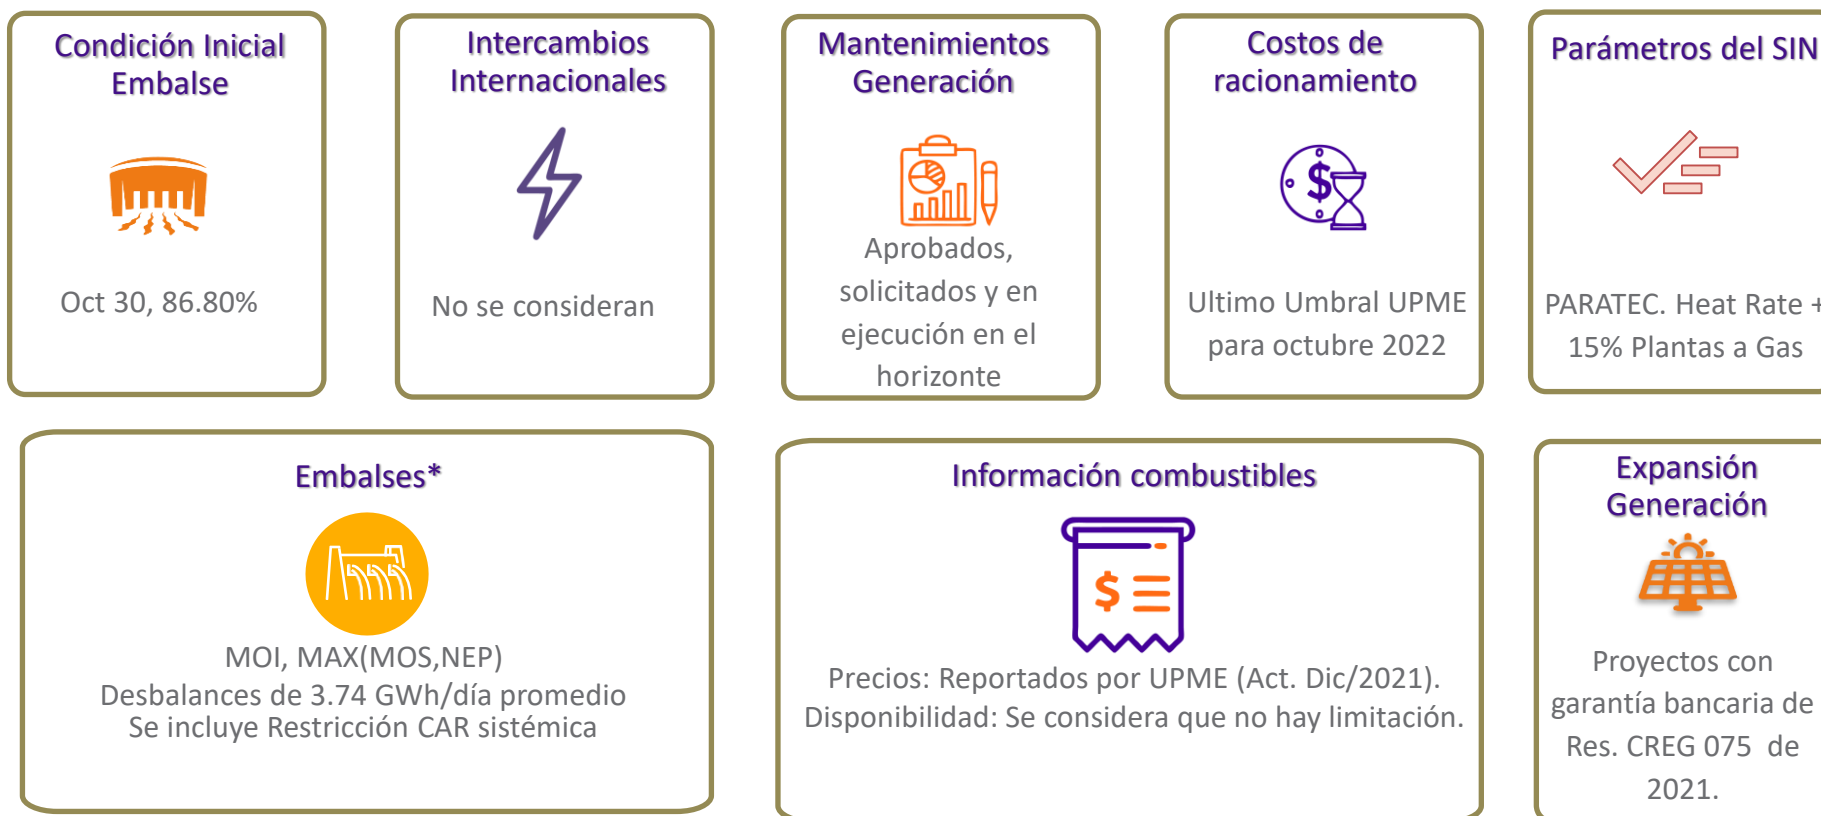 Condición Inicial
Embalse
Oct 30, 86.80%
Intercambios
Internacionales
No se consideran
Mantenimientos
Generación
Aprobados,
solicitados y en
ejecución en el
horizonte
Costos de
racionamiento
$
Ultimo Umbral UPME
para octubre 2022
Parámetros del SIN
PARATEC. Heat Rate +
15% Plantas a Gas
Embalses*
MOI, MAX(MOS,NEP)
Desbalances de 3.74 GWh/día promedio
Se incluye Restricción CAR sistémica
Información combustibles
$
Precios: Reportados por UPME (Act. Dic/2021).
Disponibilidad: Se considera que no hay limitación.
Expansión
Generación
Proyectos con
garantía bancaria de
Res. CREG 075 de
2021.